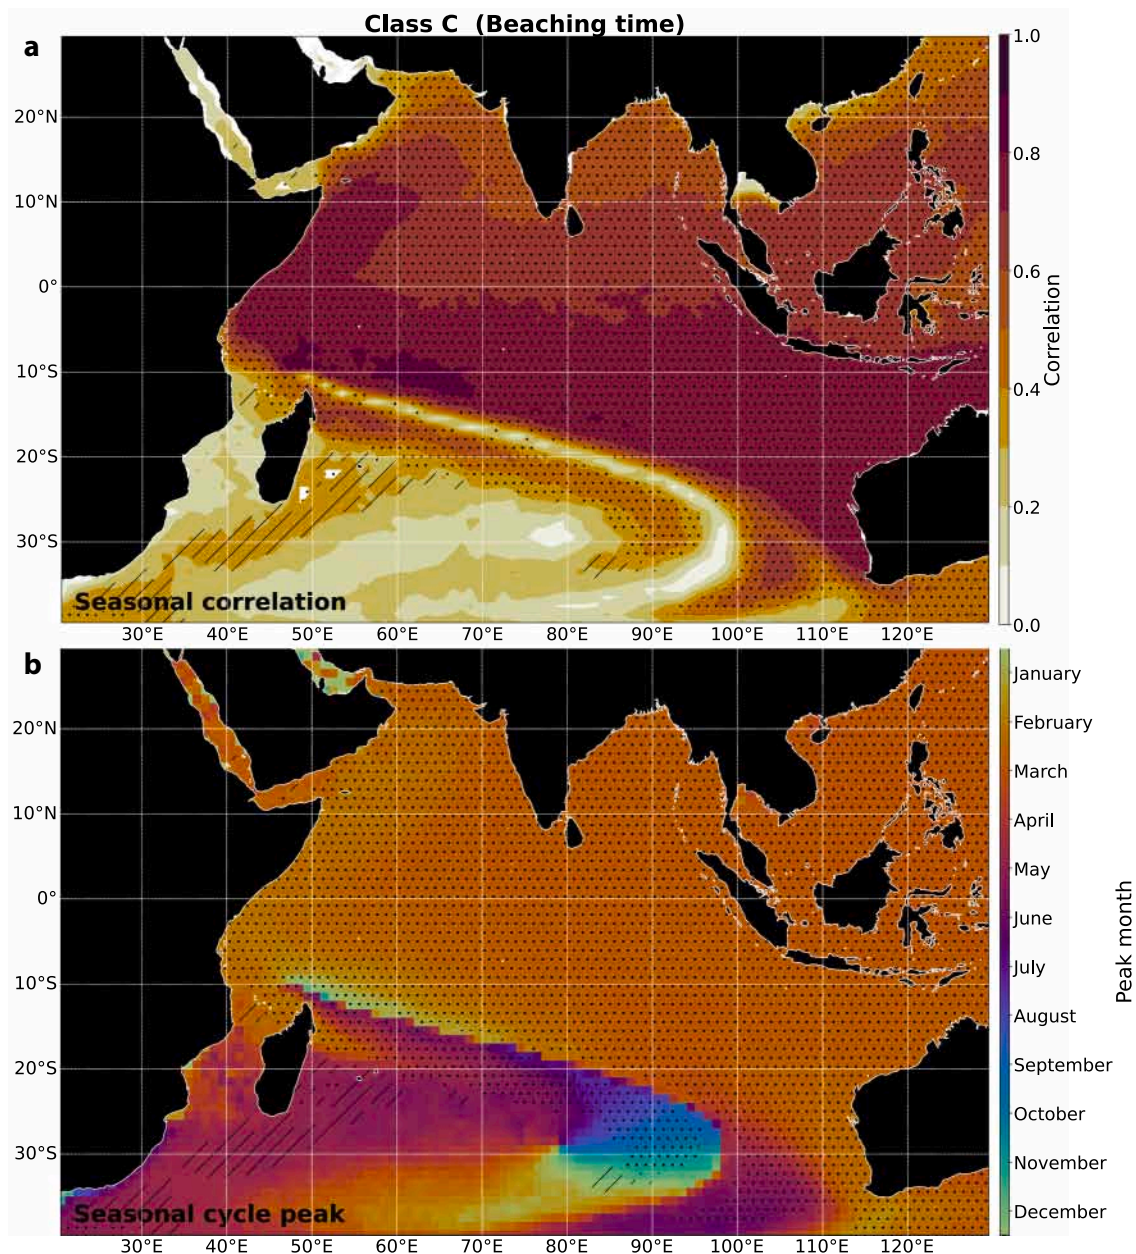 Class C  (Beaching time)
a
20°N
10°N
0°
10°S
20°S
30°S
Seasonal correlation
30°E 40°E 50°E 60°E 70°E 80°E 90°E 100°E 110°E 120°E
1.0
0.8
0.6
0.4
0.2
0.0
Correlation
b
20°N
10°N
0°
10°S
20°S
30°S
Seasonal cycle peak
30°E 40°E 50°E 60°E 70°E 80°E 90°E 100°E 110°E 120°E
January
February
March
April
May
June
July
August
September
October
November
December
Peak month